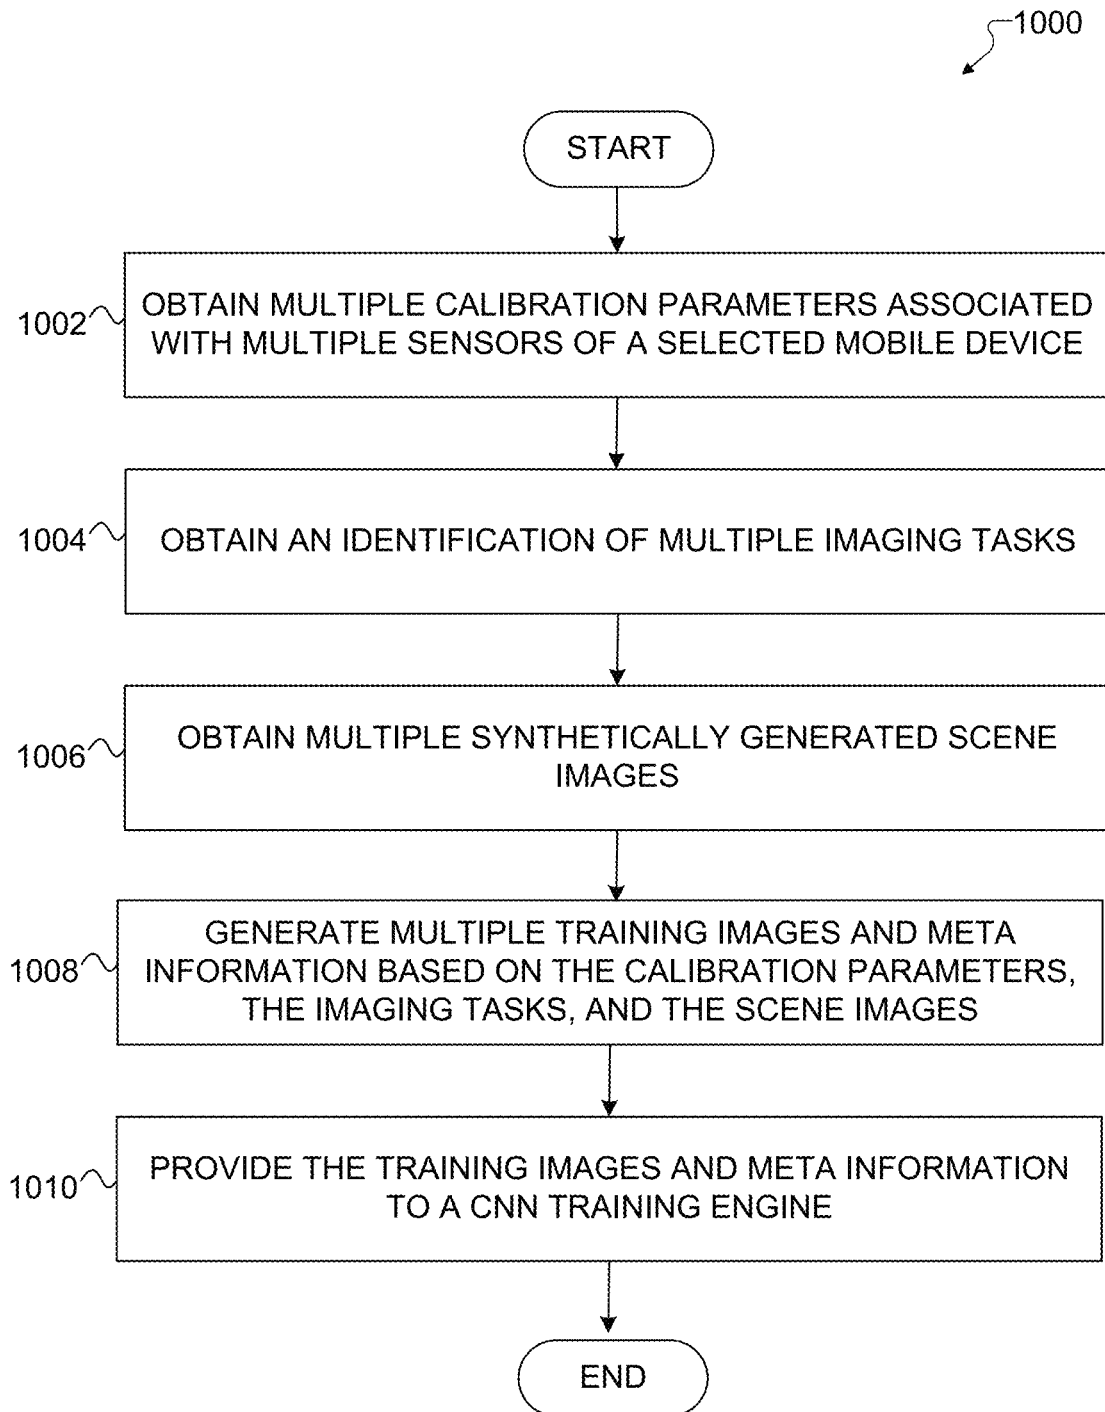 1000
START
1002
OBTAIN MULTIPLE CALIBRATION PARAMETERS ASSOCIATED
WITH MULTIPLE SENSORS OF A SELECTED MOBILE DEVICE
1004
OBTAIN AN IDENTIFICATION OF MULTIPLE IMAGING TASKS
1006
OBTAIN MULTIPLE SYNTHETICALLY GENERATED SCENE
IMAGES
1008
GENERATE MULTIPLE TRAINING IMAGES AND META
INFORMATION BASED ON THE CALIBRATION PARAMETERS,
THE IMAGING TASKS, AND THE SCENE IMAGES
1010
PROVIDE THE TRAINING IMAGES AND META INFORMATION
TO A CNN TRAINING ENGINE
END